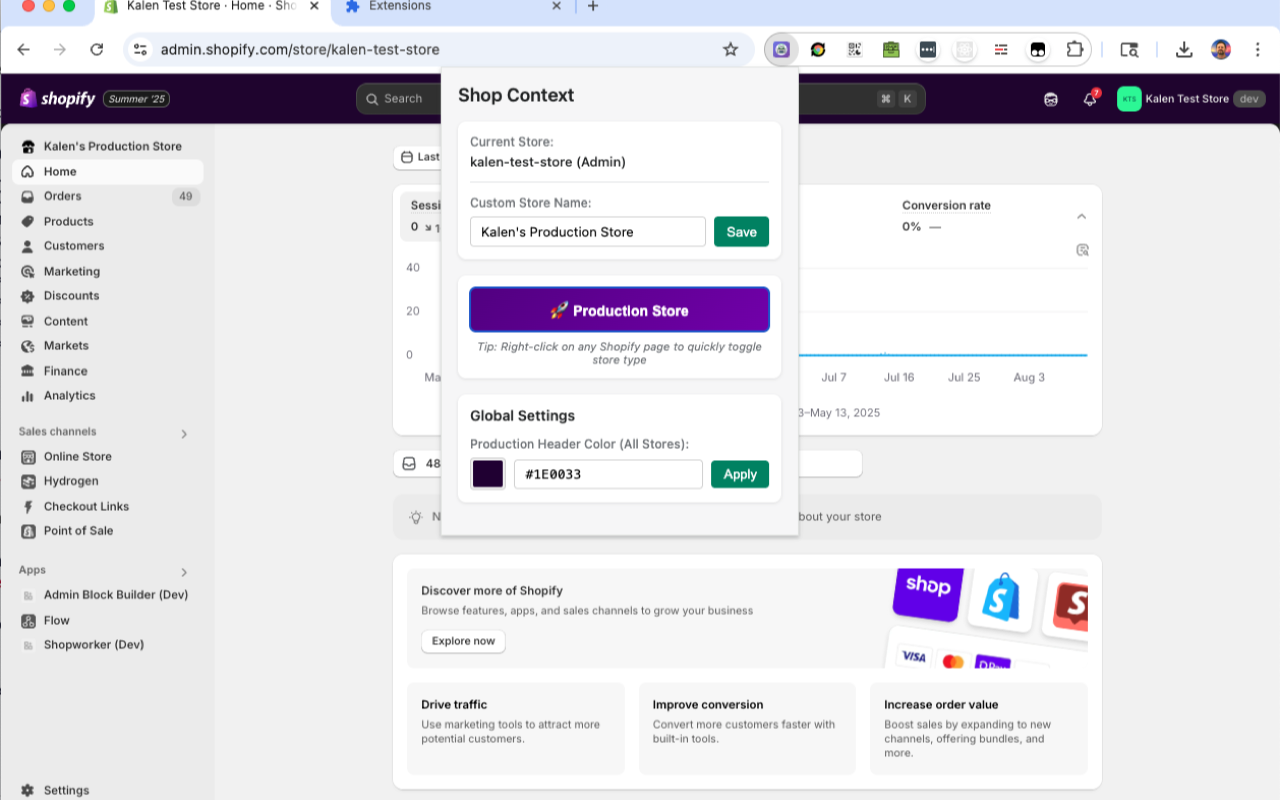 Kalen Test Store · Home · Sho
Extensions
admin.shopify.com/store/kalen-test-store
shopify
Summer '25
Search
⌘ K
7
KTS
Kalen Test Store
dev
Kalen's Production Store
Home
Orders
49
Products
Customers
Marketing
Discounts
Content
Markets
Finance
Analytics
Sales channels
Online Store
Hydrogen
Checkout Links
Point of Sale
Apps
Admin Block Builder (Dev)
Flow
Shopworker (Dev)
Settings
Shop Context
Current Store:
kalen-test-store (Admin)
Custom Store Name:
Kalen's Production Store
Save
🚀 Production Store
Tip: Right-click on any Shopify page to quickly toggle
store type
Global Settings
Production Header Color (All Stores):
#1E0033
Apply
Last
Sessi
0 ↘ 1
40
20
0
Ma
Conversion rate
0% —
Jul 7
Jul 16
Jul 25
Aug 3
3–May 13, 2025
48
N
bout your store
Discover more of Shopify
Browse features, apps, and sales channels to grow your business
Explore now
shop
S
S
VISA
Drive traffic
Use marketing tools to attract more
potential customers.
Improve conversion
Convert more customers faster with
built-in tools.
Increase order value
Boost sales by expanding to new
channels, offering bundles, and
more.